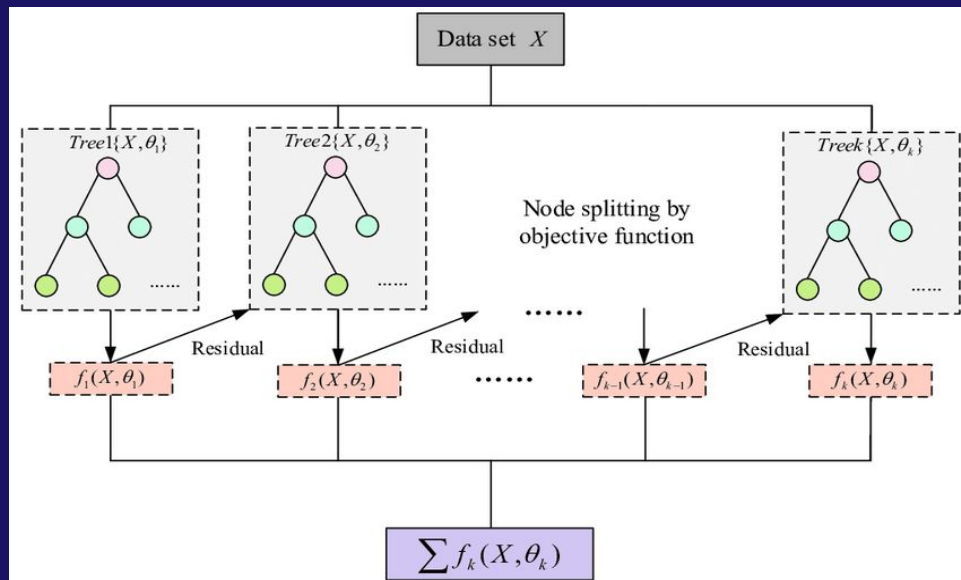 Data set X
Tree1{X,θ₁}
Tree2{X,θ₂}
Treek{X,θₖ}
Node splitting by
objective function
......
......
......
......
Residual
Residual
Residual
f₁(X,θ₁)
f₂(X,θ₂)
......
fₖ₋₁(X,θₖ₋₁)
fₖ(X,θₖ)
∑ fₖ(X,θₖ)